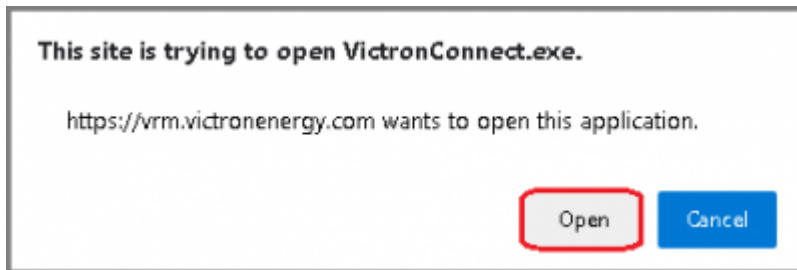 This site is trying to open VictronConnect.exe.
https://vrm.victronenergy.com wants to open this application.
Open
Cancel